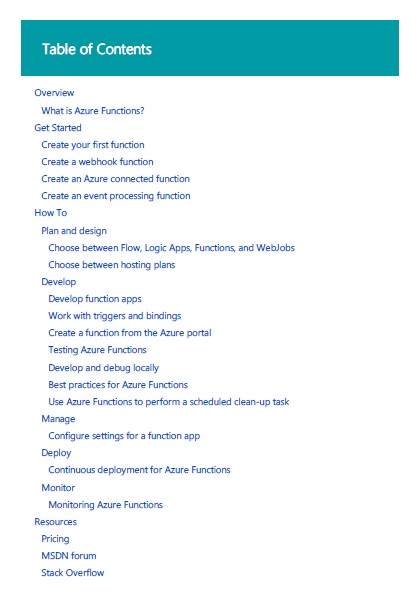 Table of Contents
Overview
What is Azure Functions?
Get Started
Create your first function
Create a webhook function
Create an Azure connected function
Create an event processing function
How To
Plan and design
Choose between Flow, Logic Apps, Functions, and WebJobs
Choose between hosting plans
Develop
Develop function apps
Work with triggers and bindings
Create a function from the Azure portal
Testing Azure Functions
Develop and debug locally
Best practices for Azure Functions
Use Azure Functions to perform a scheduled clean-up task
Manage
Configure settings for a function app
Deploy
Continuous deployment for Azure Functions
Monitor
Monitoring Azure Functions
Resources
Pricing
MSDN forum
Stack Overflow